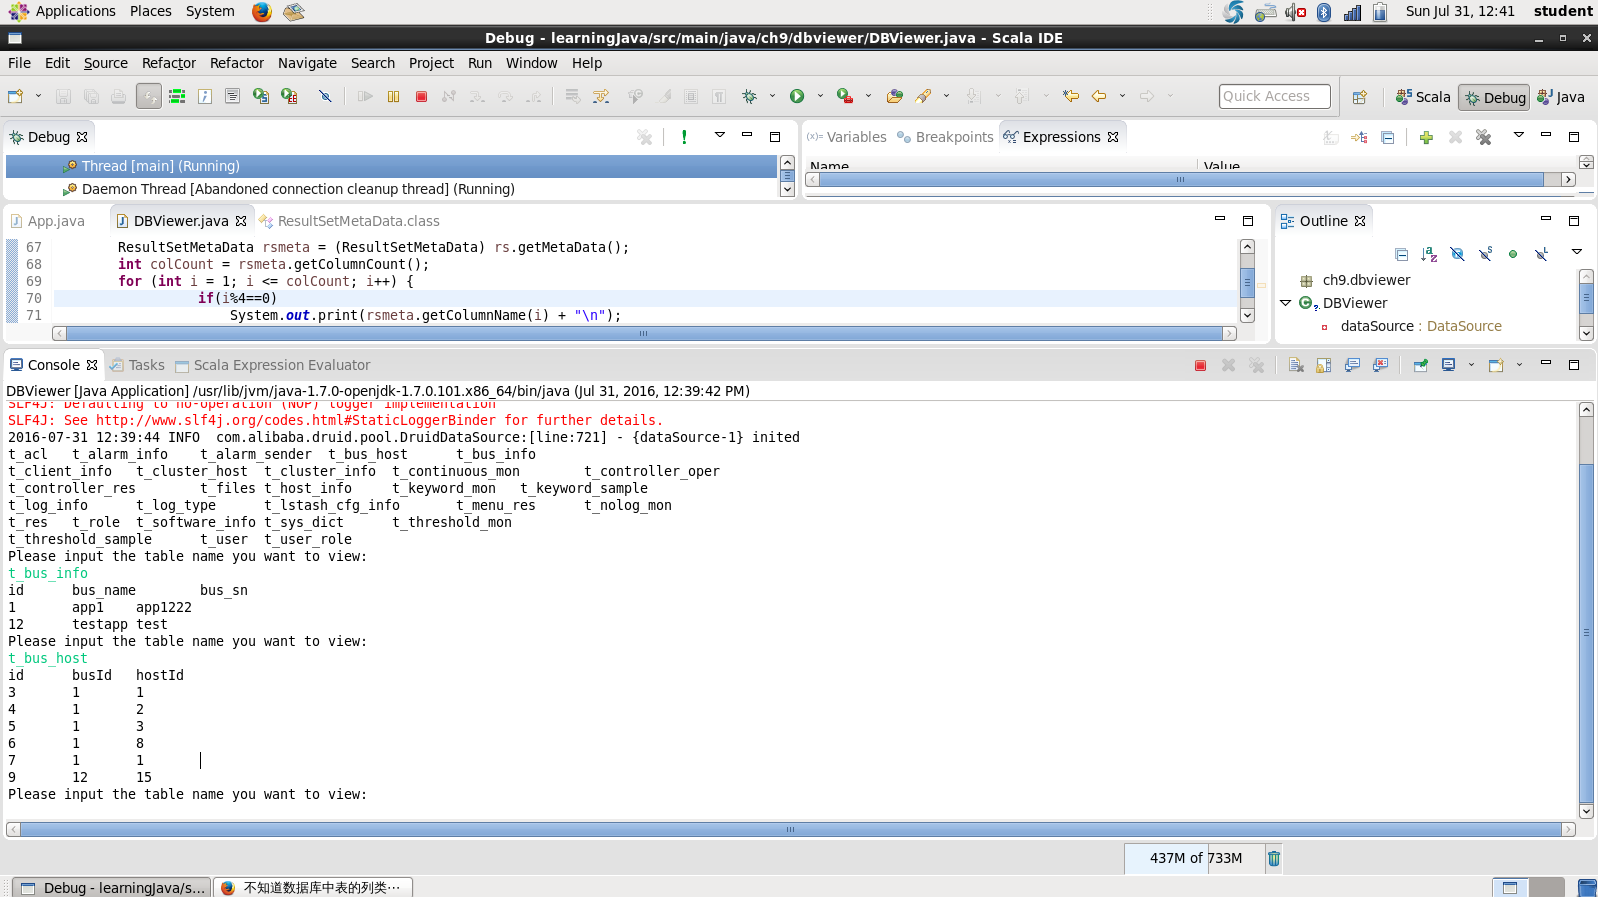 Applications Places System Sun Jul 31, 12:41 student
Debug - learningJava/src/main/java/ch9/dbviewer/DBViewer.java - Scala IDE
File Edit Source Refactor Refactor Navigate Search Project Run Window Help
Quick Access Scala Debug Java
Debug
Thread [main] (Running)
Daemon Thread [Abandoned connection cleanup thread] (Running)
(x)= Variables Breakpoints Expressions
Name Value
App.java DBViewer.java ResultSetMetaData.class
67 ResultSetMetaData rsmeta = (ResultSetMetaData) rs.getMetaData();
68 int colCount = rsmeta.getColumnCount();
69 for (int i = 1; i <= colCount; i++) {
70 if(i%4==0)
71 System.out.print(rsmeta.getColumnName(i) + "\n");
Outline
ch9.dbviewer
DBViewer
dataSource : DataSource
Console Tasks Scala Expression Evaluator
DBViewer [Java Application] /usr/lib/jvm/java-1.7.0-openjdk-1.7.0.101.x86_64/bin/java (Jul 31, 2016, 12:39:42 PM)
SLF4J: Defaulting to no-operation (NOP) logger implementation
SLF4J: See http://www.slf4j.org/codes.html#StaticLoggerBinder for further details.
2016-07-31 12:39:44 INFO  com.alibaba.druid.pool.DruidDataSource:[line:721] - {dataSource-1} inited
t_acl t_alarm_info t_alarm_sender t_bus_host t_bus_info
t_client_info t_cluster_host t_cluster_info t_continuous_mon t_controller_oper
t_controller_res t_files t_host_info t_keyword_mon t_keyword_sample
t_log_info t_log_type t_lstash_cfg_info t_menu_res t_nolog_mon
t_res t_role t_software_info t_sys_dict t_threshold_mon
t_threshold_sample t_user t_user_role
Please input the table name you want to view:
t_bus_info
id bus_name bus_sn
1 app1 app1222
12 testapp test
Please input the table name you want to view:
t_bus_host
id busId hostId
3 1 1
4 1 2
5 1 3
6 1 8
7 1 1
9 12 15
Please input the table name you want to view:
437M of 733M
Debug - learningJava/s... 不知道数据库中表的列类···